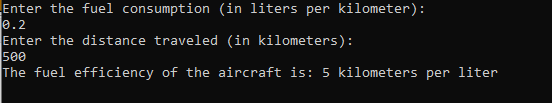 Enter the fuel consumption (in liters per kilometer):
0.2
Enter the distance traveled (in kilometers):
500
The fuel efficiency of the aircraft is: 5 kilometers per liter